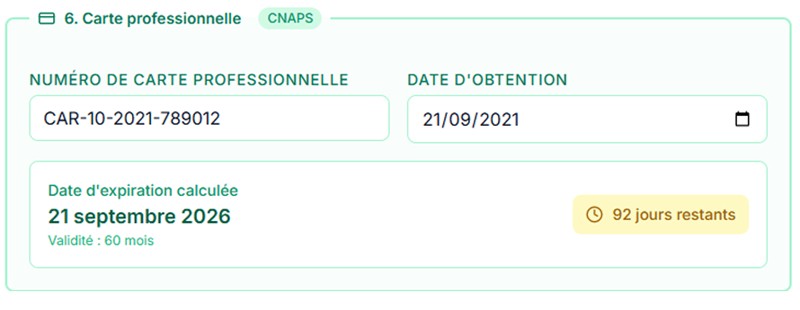 6. Carte professionnelle CNAPS
NUMÉRO DE CARTE PROFESSIONNELLE
CAR-10-2021-789012
DATE D'OBTENTION
21/09/2021
Date d'expiration calculée
21 septembre 2026
Validité : 60 mois
92 jours restants